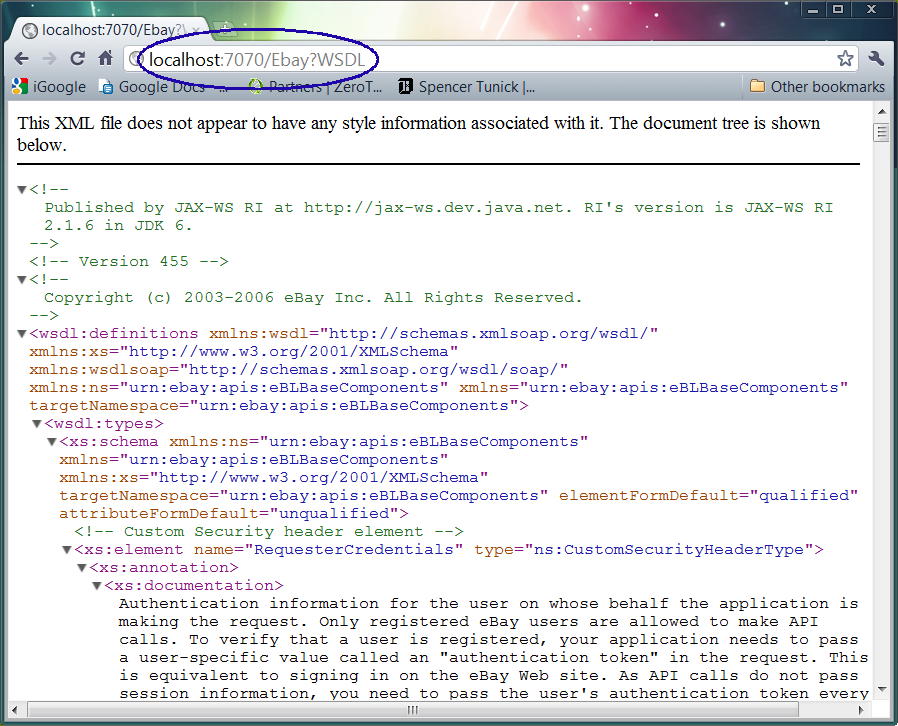 localhost:7070/Ebay?
localhost:7070/Ebay?WSDL
iGoogle Google Docs - ... Partners | ZeroT... Spencer Tunick |,... Other bookmarks
This XML file does not appear to have any style information associated with it. The document tree is shown
below.
<!--
Published by JAX-WS RI at http://jax-ws.dev.java.net. RI's version is JAX-WS RI
2.1.6 in JDK 6.
-->
<!-- Version 455 -->
<!--
Copyright (c) 2003-2006 eBay Inc. All Rights Reserved.
-->
<wsdl:definitions xmlns:wsdl="http://schemas.xmlsoap.org/wsdl/"
xmlns:xs="http://www.w3.org/2001/XMLSchema"
xmlns:wsdlsoap="http://schemas.xmlsoap.org/wsdl/soap/"
xmlns:ns="urn:ebay:apis:eBLBaseComponents" xmlns="urn:ebay:apis:eBLBaseComponents"
targetNamespace="urn:ebay:apis:eBLBaseComponents">
<wsdl:types>
<xs:schema xmlns:ns="urn:ebay:apis:eBLBaseComponents"
xmlns="urn:ebay:apis:eBLBaseComponents"
xmlns:xs="http://www.w3.org/2001/XMLSchema"
targetNamespace="urn:ebay:apis:eBLBaseComponents" elementFormDefault="qualified"
attributeFormDefault="unqualified">
<!-- Custom Security header element -->
<xs:element name="RequesterCredentials" type="ns:CustomSecurityHeaderType">
<xs:annotation>
<xs:documentation>
Authentication information for the user on whose behalf the application is
making the request. Only registered eBay users are allowed to make API
calls. To verify that a user is registered, your application needs to pass
a user-specific value called an "authentication token" in the request. This
is equivalent to signing in on the eBay Web site. As API calls do not pass
session information, you need to pass the user's authentication token every